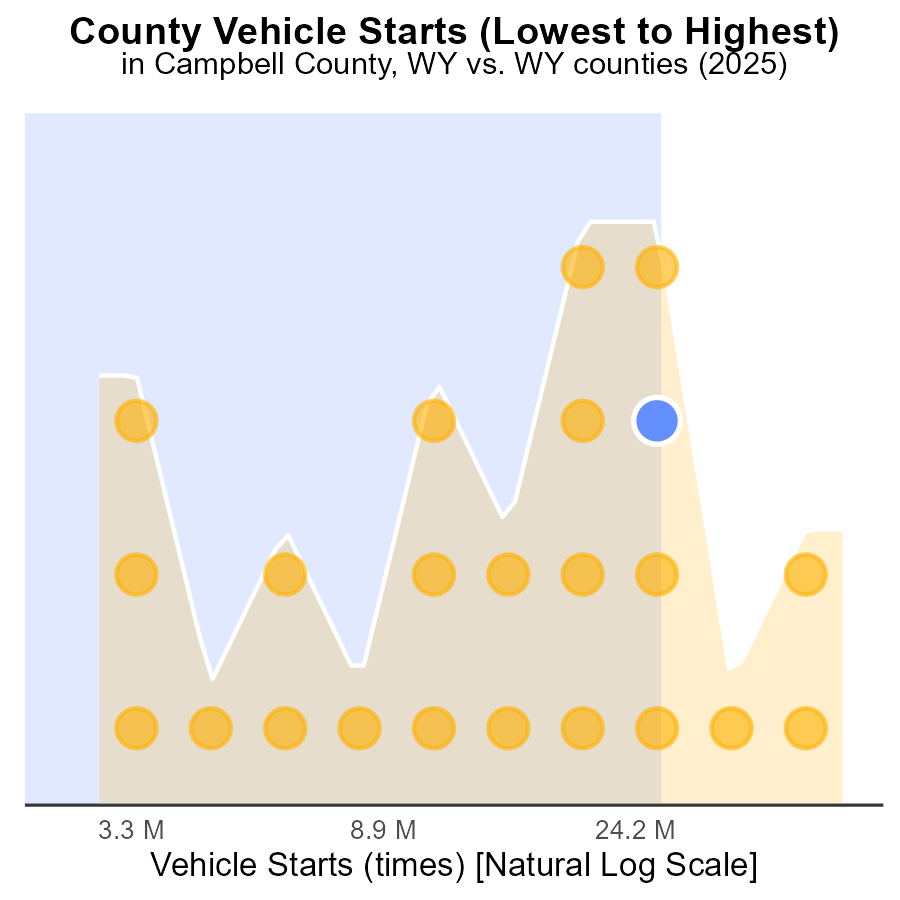 County Vehicle Starts (Lowest to Highest)
in Campbell County, WY vs. WY counties (2025)
3.3 M 8.9 M 24.2 M
Vehicle Starts (times) [Natural Log Scale]